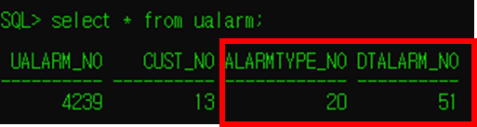 SQL> select * from ualarm;
UALARM_NO CUST_NO ALARMTYPE_NO DTALARM_NO
---------- ---------- ------------ ----------
4239 13 20 51